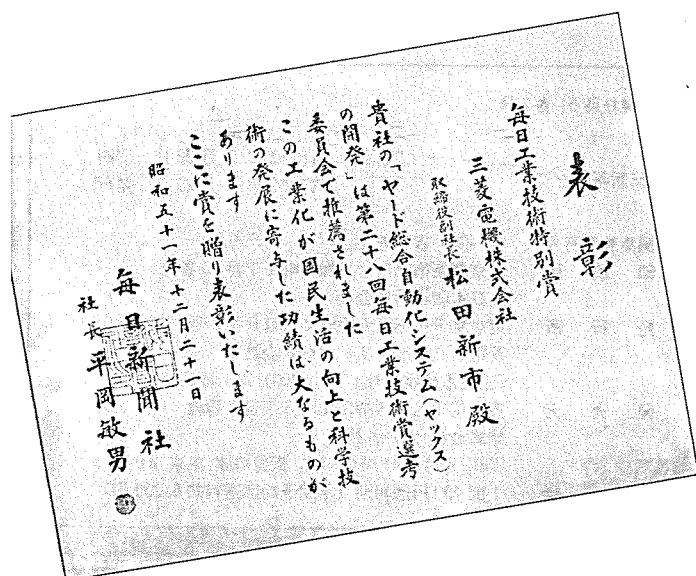 表彰
毎日工業技術特別賞
三菱電機株式会社
取締役副社長 松田新市殿
貴社の「ヤード総合自動化システム(ヤックス)
の開発」は第二十八回毎日工業技術賞選考
委員会で推薦されました
この工業化が国民生活の向上と科学技
術の発展に寄与した功績は大なるものが
あります
ここに賞を贈り表彰いたします
昭和五十一年十二月二十一日
毎日新聞社
社長 平岡敏男